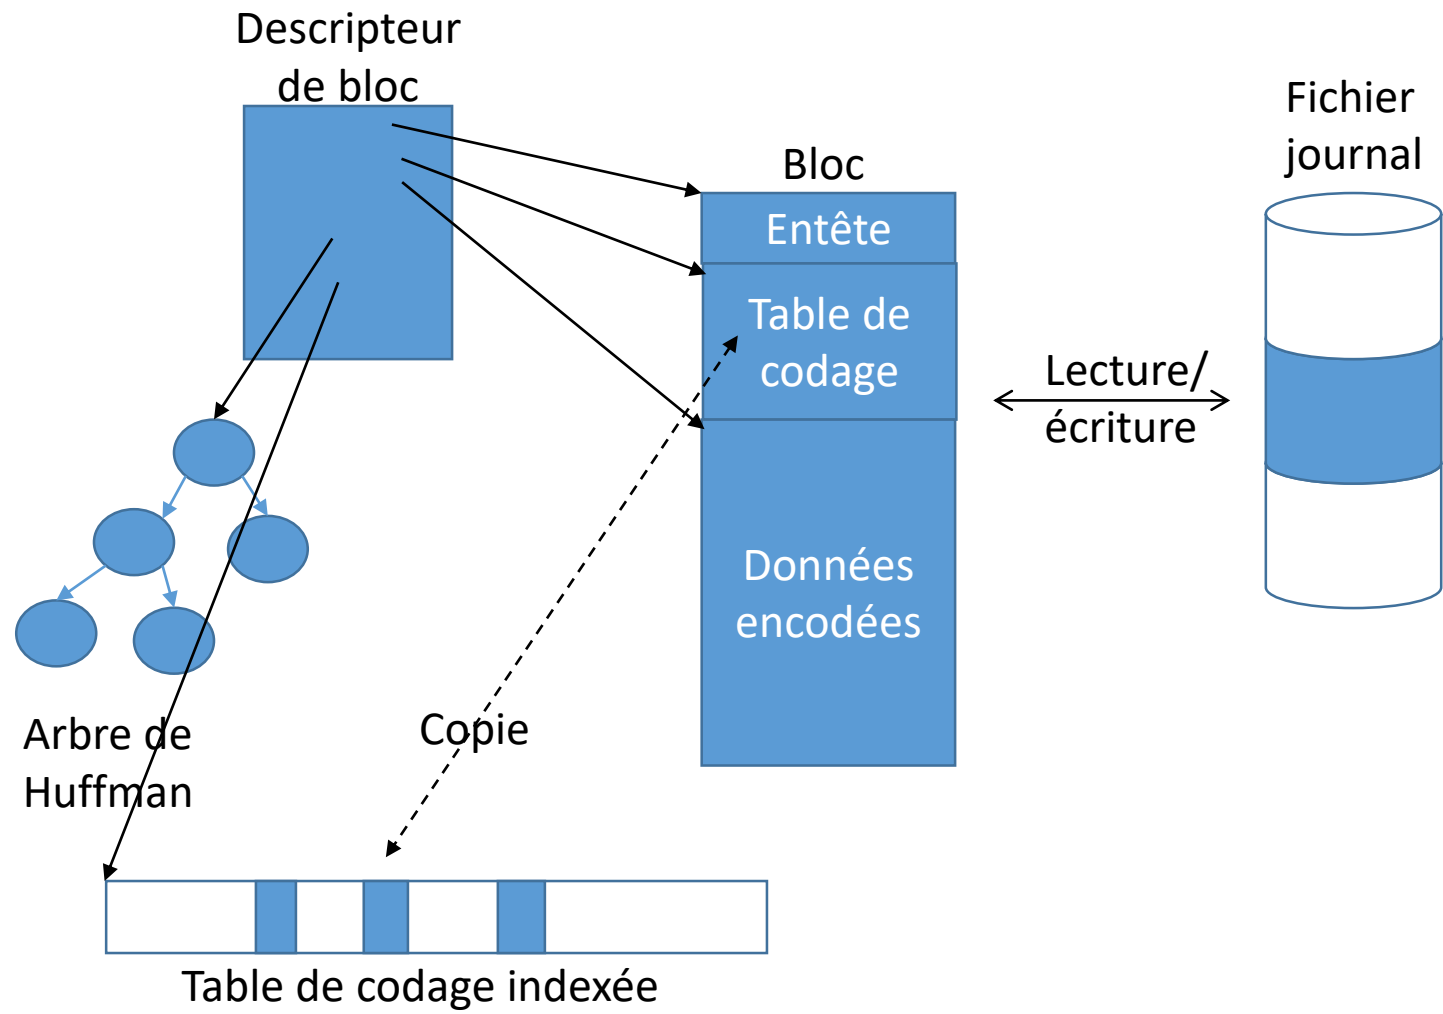 Descripteur
de bloc
Fichier
journal
Bloc
Entête
Table de
codage
Lecture/
écriture
Données
encodées
Arbre de
Huffman
Copie
Table de codage indexée